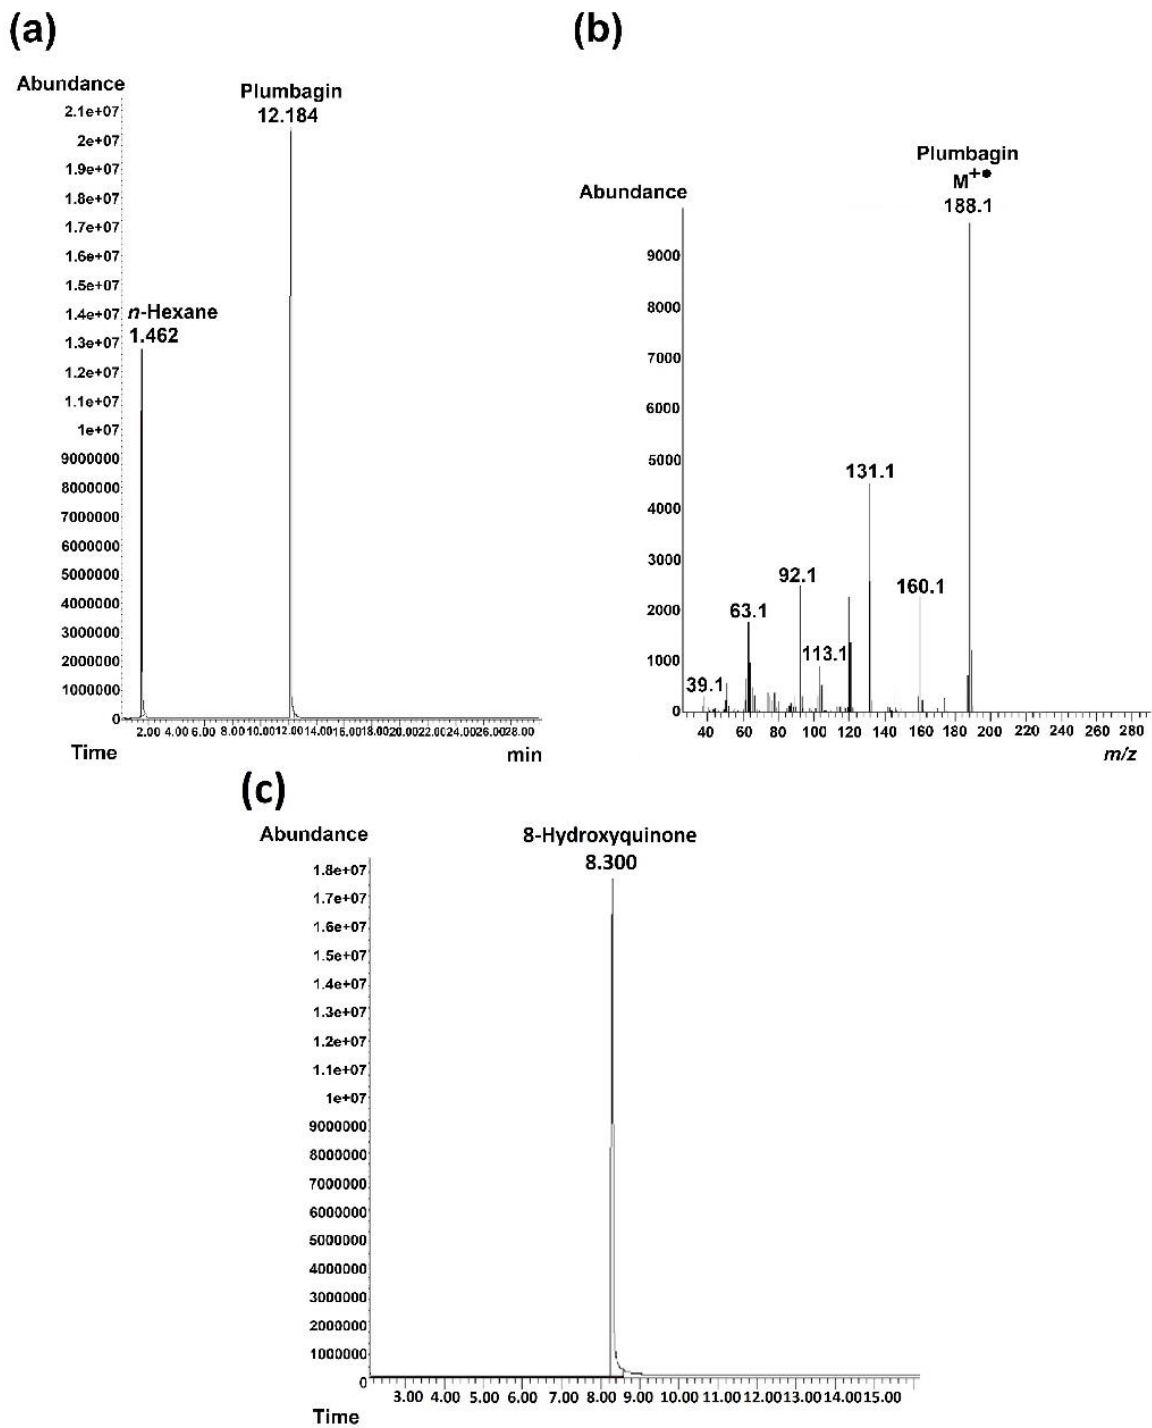 (a)
Abundance
Plumbagin
12.184
2.1e+07
2e+07
1.9e+07
1.8e+07
1.7e+07
1.6e+07
1.5e+07
1.4e+07
1.3e+07
1.2e+07
1.1e+07
1e+07
9000000
8000000
7000000
6000000
5000000
4000000
3000000
2000000
1000000
0
n-Hexane
1.462
2.00 4.00 6.00 8.00 10.00 12.00 14.00 16.00 18.00 20.00 22.00 24.00 26.00 28.00
Time
min
(b)
Abundance
Plumbagin
M+•
188.1
9000
8000
7000
6000
5000
4000
3000
2000
1000
0
131.1
92.1
160.1
63.1
113.1
39.1
40 60 80 100 120 140 160 180 200 220 240 260 280
m/z
(c)
Abundance
8-Hydroxyquinone
8.300
1.8e+07
1.7e+07
1.6e+07
1.5e+07
1.4e+07
1.3e+07
1.2e+07
1.1e+07
1e+07
9000000
8000000
7000000
6000000
5000000
4000000
3000000
2000000
1000000
0
3.00 4.00 5.00 6.00 7.00 8.00 9.00 10.00 11.00 12.00 13.00 14.00 15.00
Time